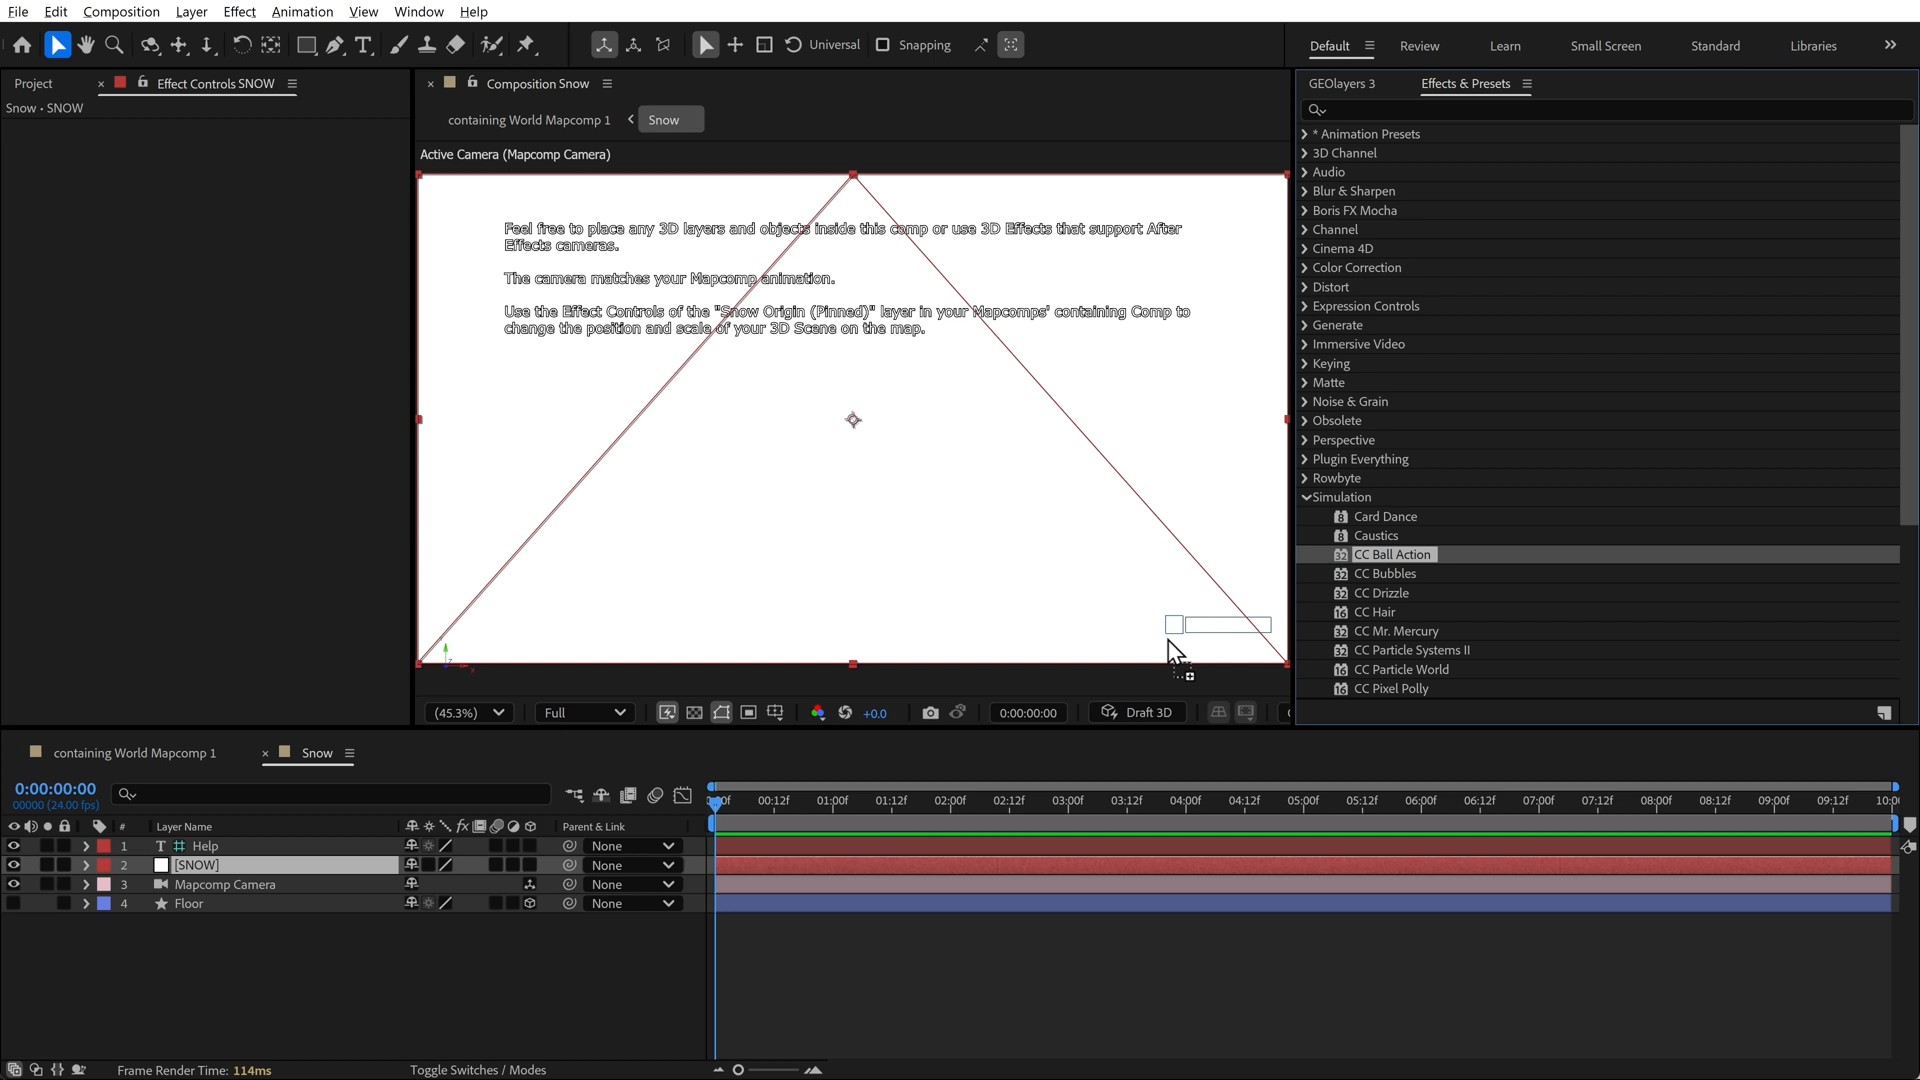 File Edit Composition Layer Effect Animation View Window Help
Universal Snapping Default Review Learn Small Screen Standard Libraries
Project Effect Controls SNOW
Snow • SNOW
Composition Snow
containing World Mapcomp 1 Snow
Active Camera (Mapcomp Camera)
Feel free to place any 3D layers and objects inside this comp or use 3D Effects that support After
Effects cameras.
The camera matches your Mapcomp animation.
Use the Effect Controls of the "Snow Origin (Pinned)" layer in your Mapcomps' containing Comp to
change the position and scale of your 3D Scene on the map.
(45.3%) Full +0.0 0:00:00:00 Draft 3D
GEOlayers 3 Effects & Presets
* Animation Presets
3D Channel
Audio
Blur & Sharpen
Boris FX Mocha
Channel
Cinema 4D
Color Correction
Distort
Expression Controls
Generate
Immersive Video
Keying
Matte
Noise & Grain
Obsolete
Perspective
Plugin Everything
Rowbyte
Simulation
8 Card Dance
8 Caustics
32 CC Ball Action
32 CC Bubbles
32 CC Drizzle
16 CC Hair
32 CC Mr. Mercury
32 CC Particle Systems II
16 CC Particle World
16 CC Pixel Polly
containing World Mapcomp 1 Snow
0:00:00:00
00000 (24.00 fps)
00:12f 01:00f 01:12f 02:00f 02:12f 03:00f 03:12f 04:00f 04:12f 05:00f 05:12f 06:00f 06:12f 07:00f 07:12f 08:00f 08:12f 09:00f 09:12f
# Layer Name fx Parent & Link
1 T Help None
2 [SNOW] None
3 Mapcomp Camera None
4 Floor None
Frame Render Time: 114ms Toggle Switches / Modes